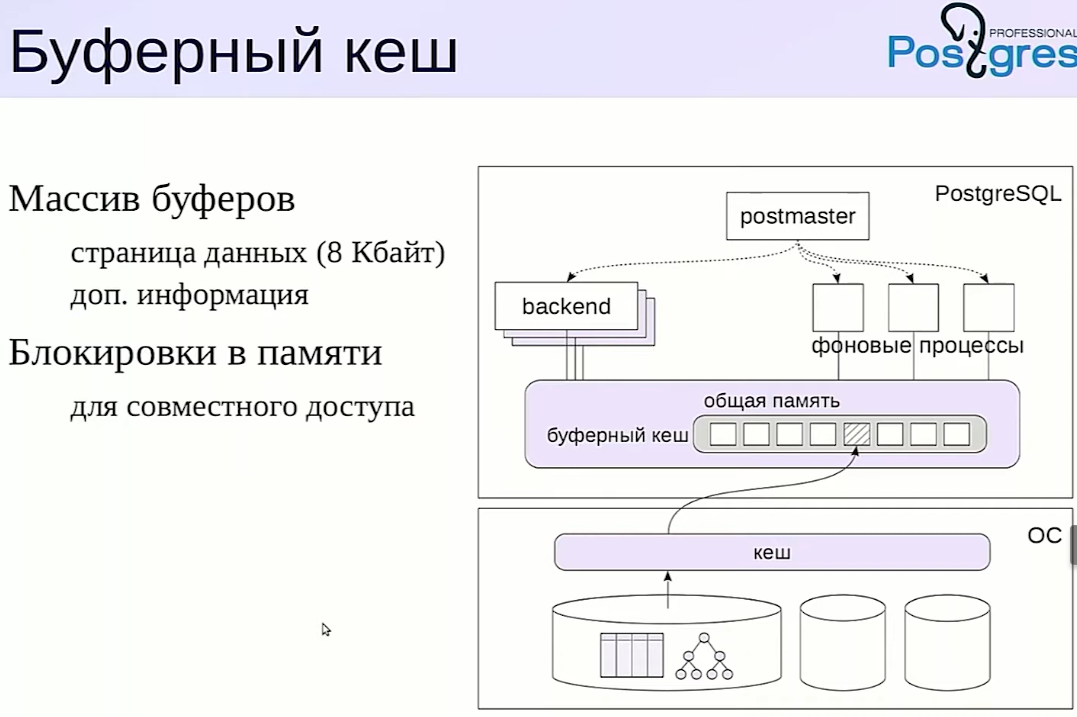 Буферный кеш
PROFESSIONAL
Postgres
Массив буферов
страница данных (8 Кбайт)
доп. информация
Блокировки в памяти
для совместного доступа
PostgreSQL
postmaster
backend
фоновые процессы
общая память
буферный кеш
ОС
кеш